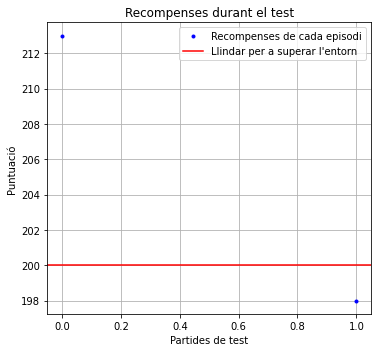 Recompenses durant el test
Recompenses de cada episodi
Llindar per a superar l'entorn
Puntuació
212
210
208
206
204
202
200
198
0.0 0.2 0.4 0.6 0.8 1.0
Partides de test